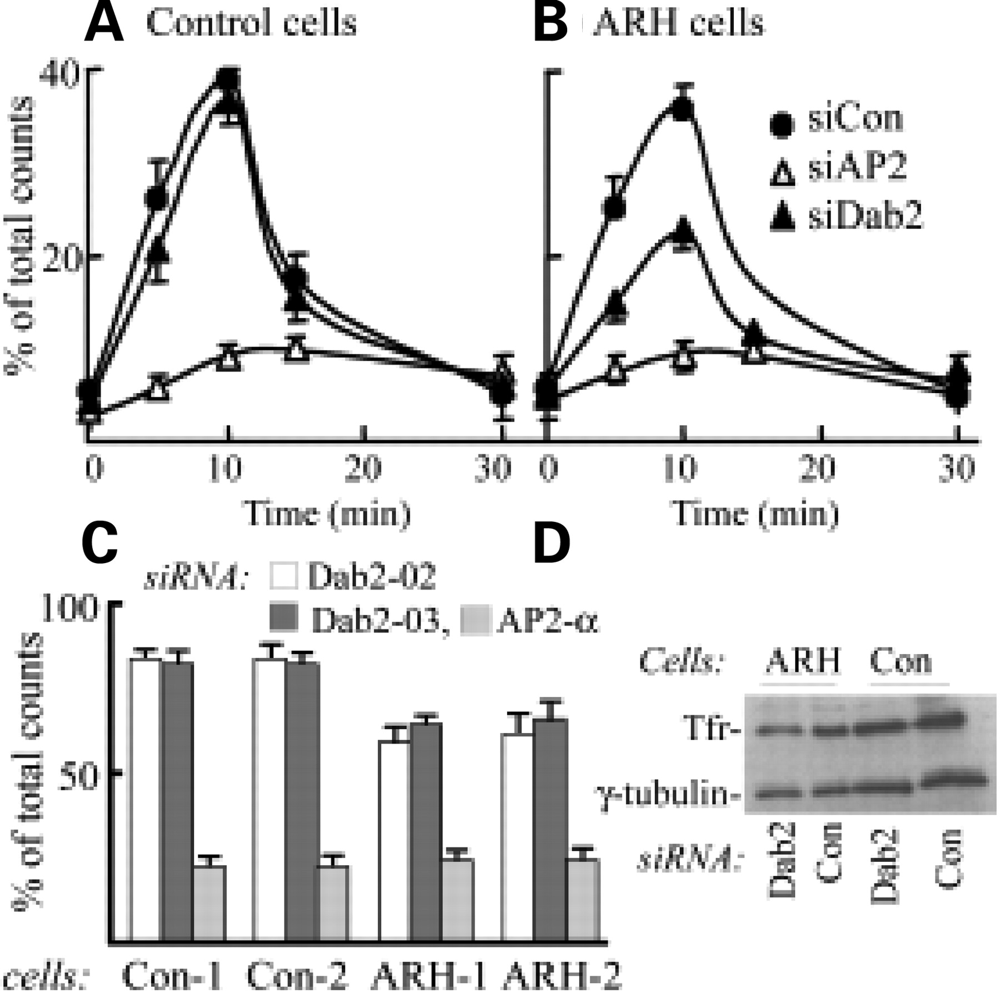 A Control cells
B ARH cells
% of total counts
40
20
siCon
siAP2
siDab2
0 10 20 30 0 10 20 30
Time (min) Time (min)
C
siRNA: Dab2-02
Dab2-03, AP2-α
% of total counts
100
50
cells: Con-1 Con-2 ARH-1 ARH-2
D
Cells: ARH Con
Tfr-
γ-tubulin-
siRNA: Dab2 Con Dab2 Con